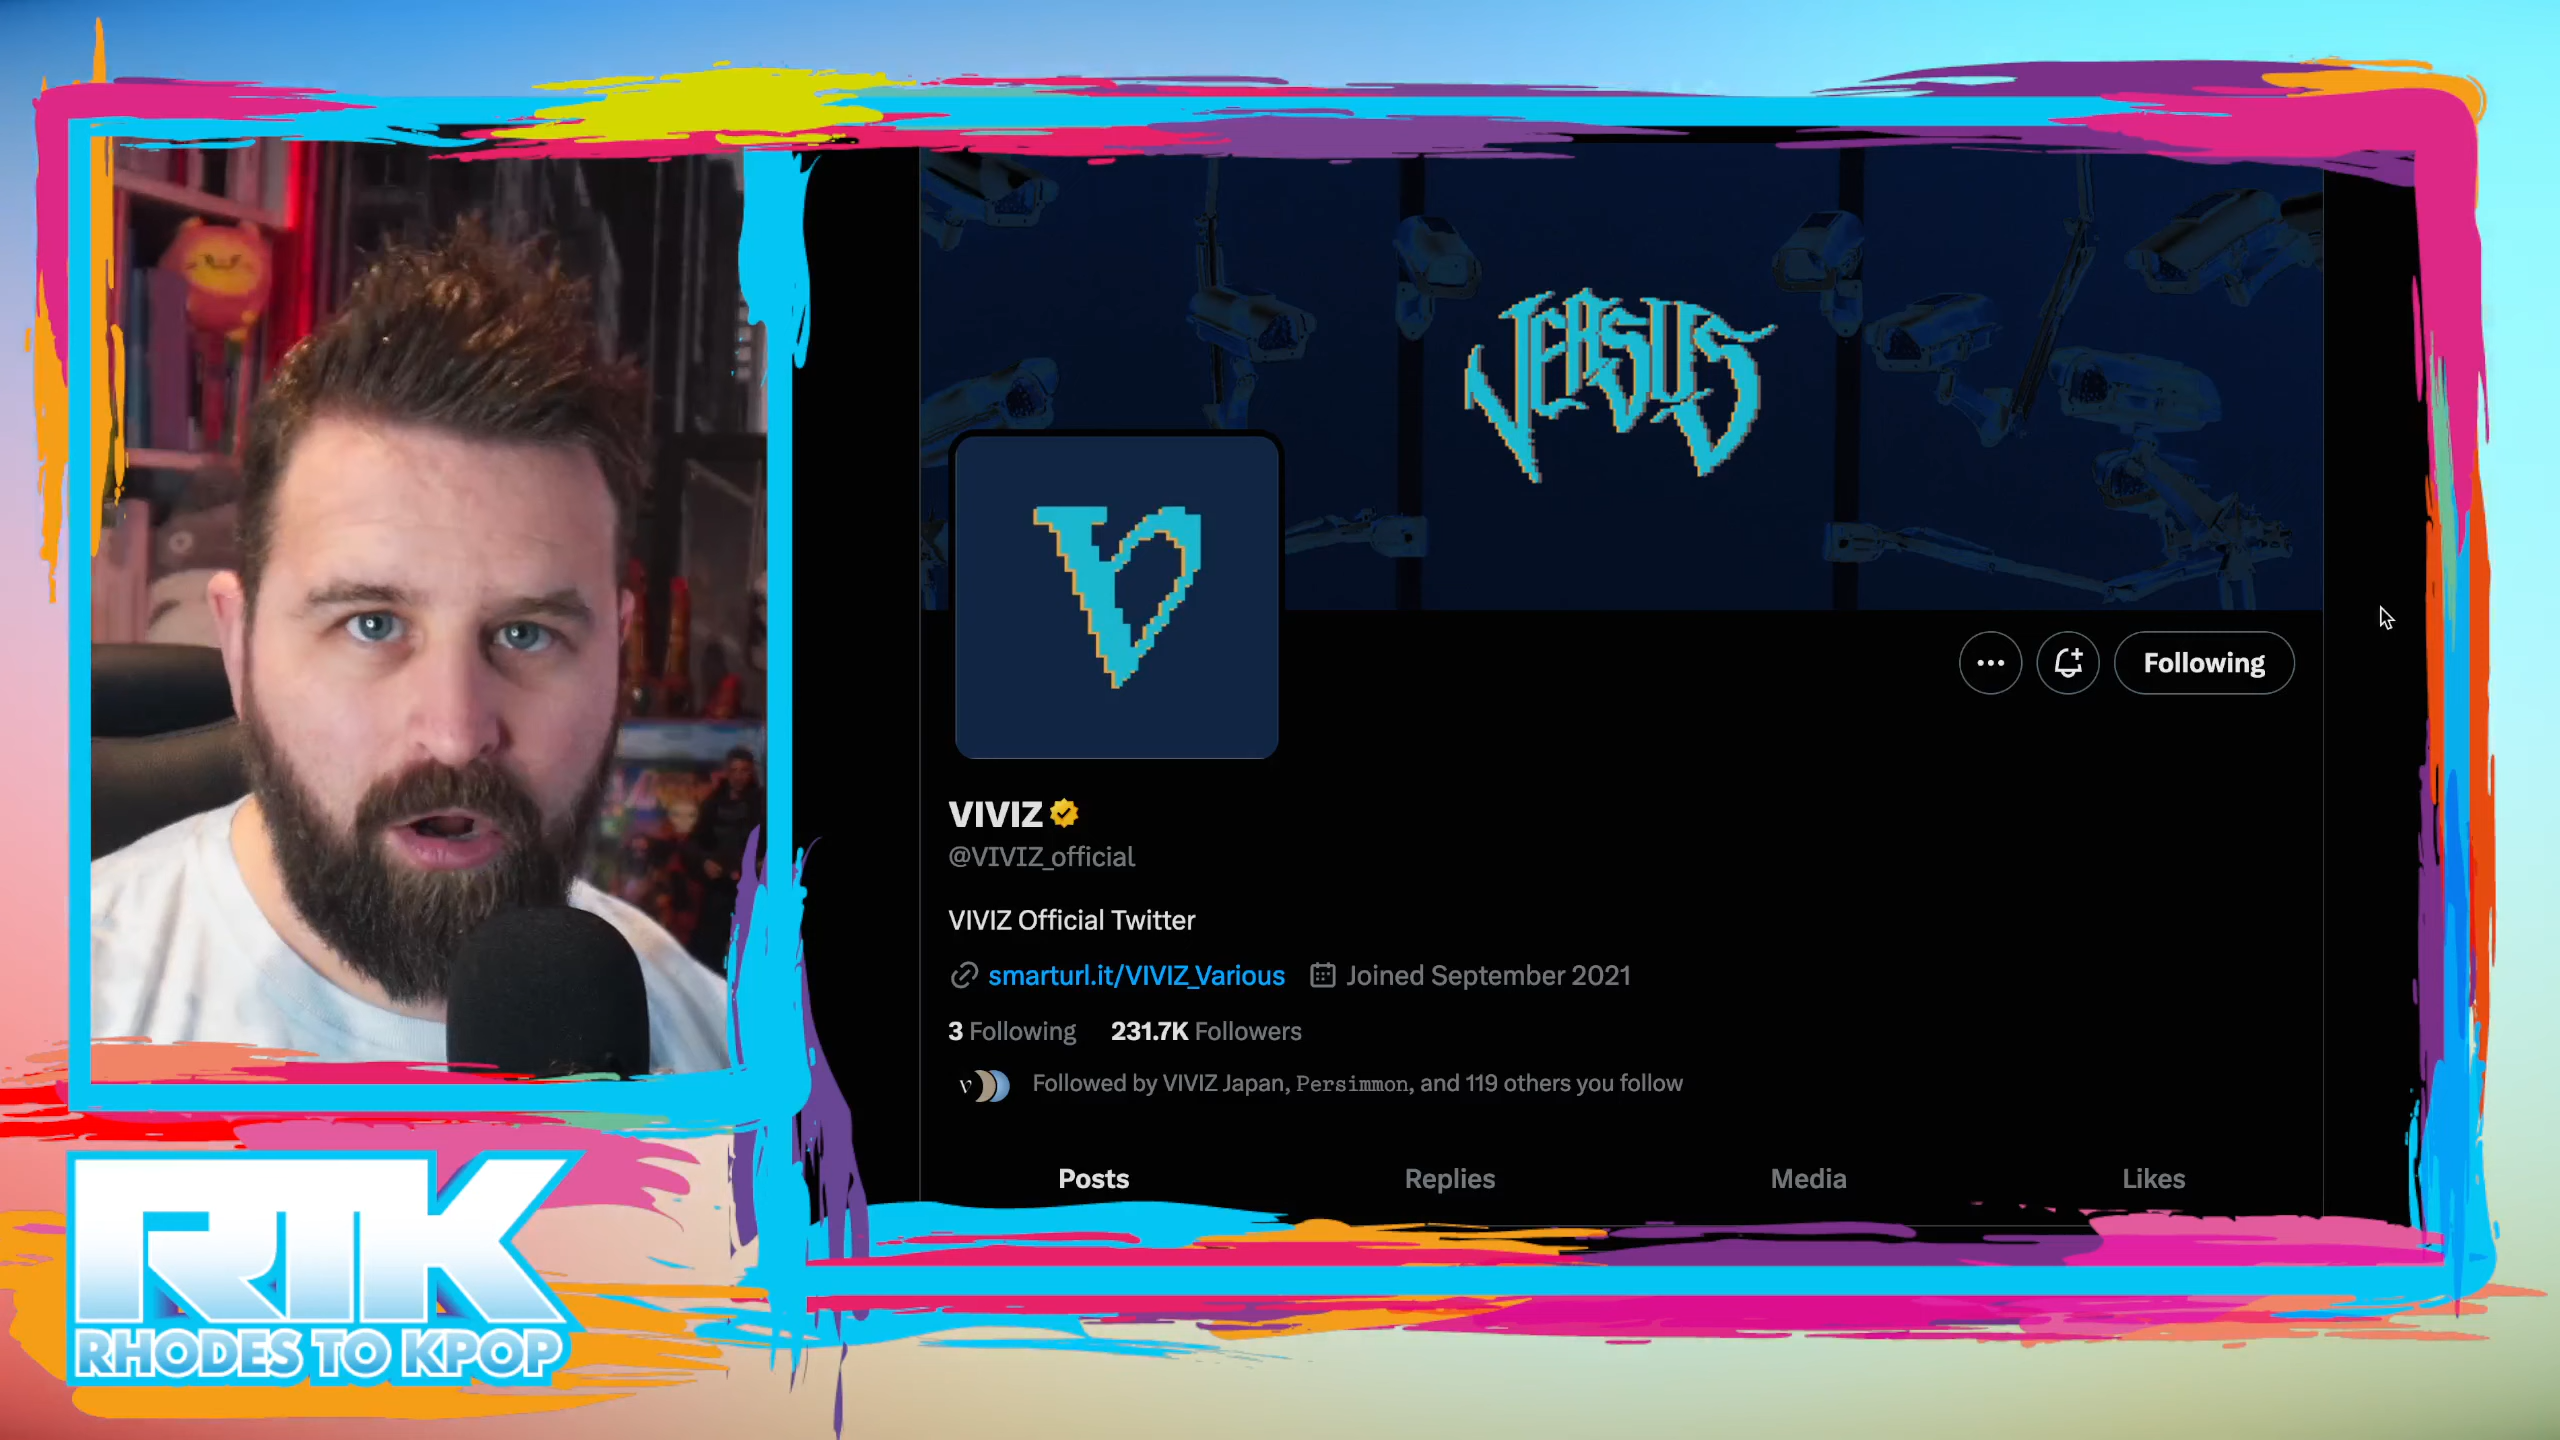 VERSUS
V
Following
VIVIZ
@VIVIZ_official
VIVIZ Official Twitter
smarturl.it/VIVIZ_Various Joined September 2021
3 Following 231.7K Followers
v Followed by VIVIZ Japan, Persimmon, and 119 others you follow
Posts Replies Media Likes
RTK
RHODES TO KPOP